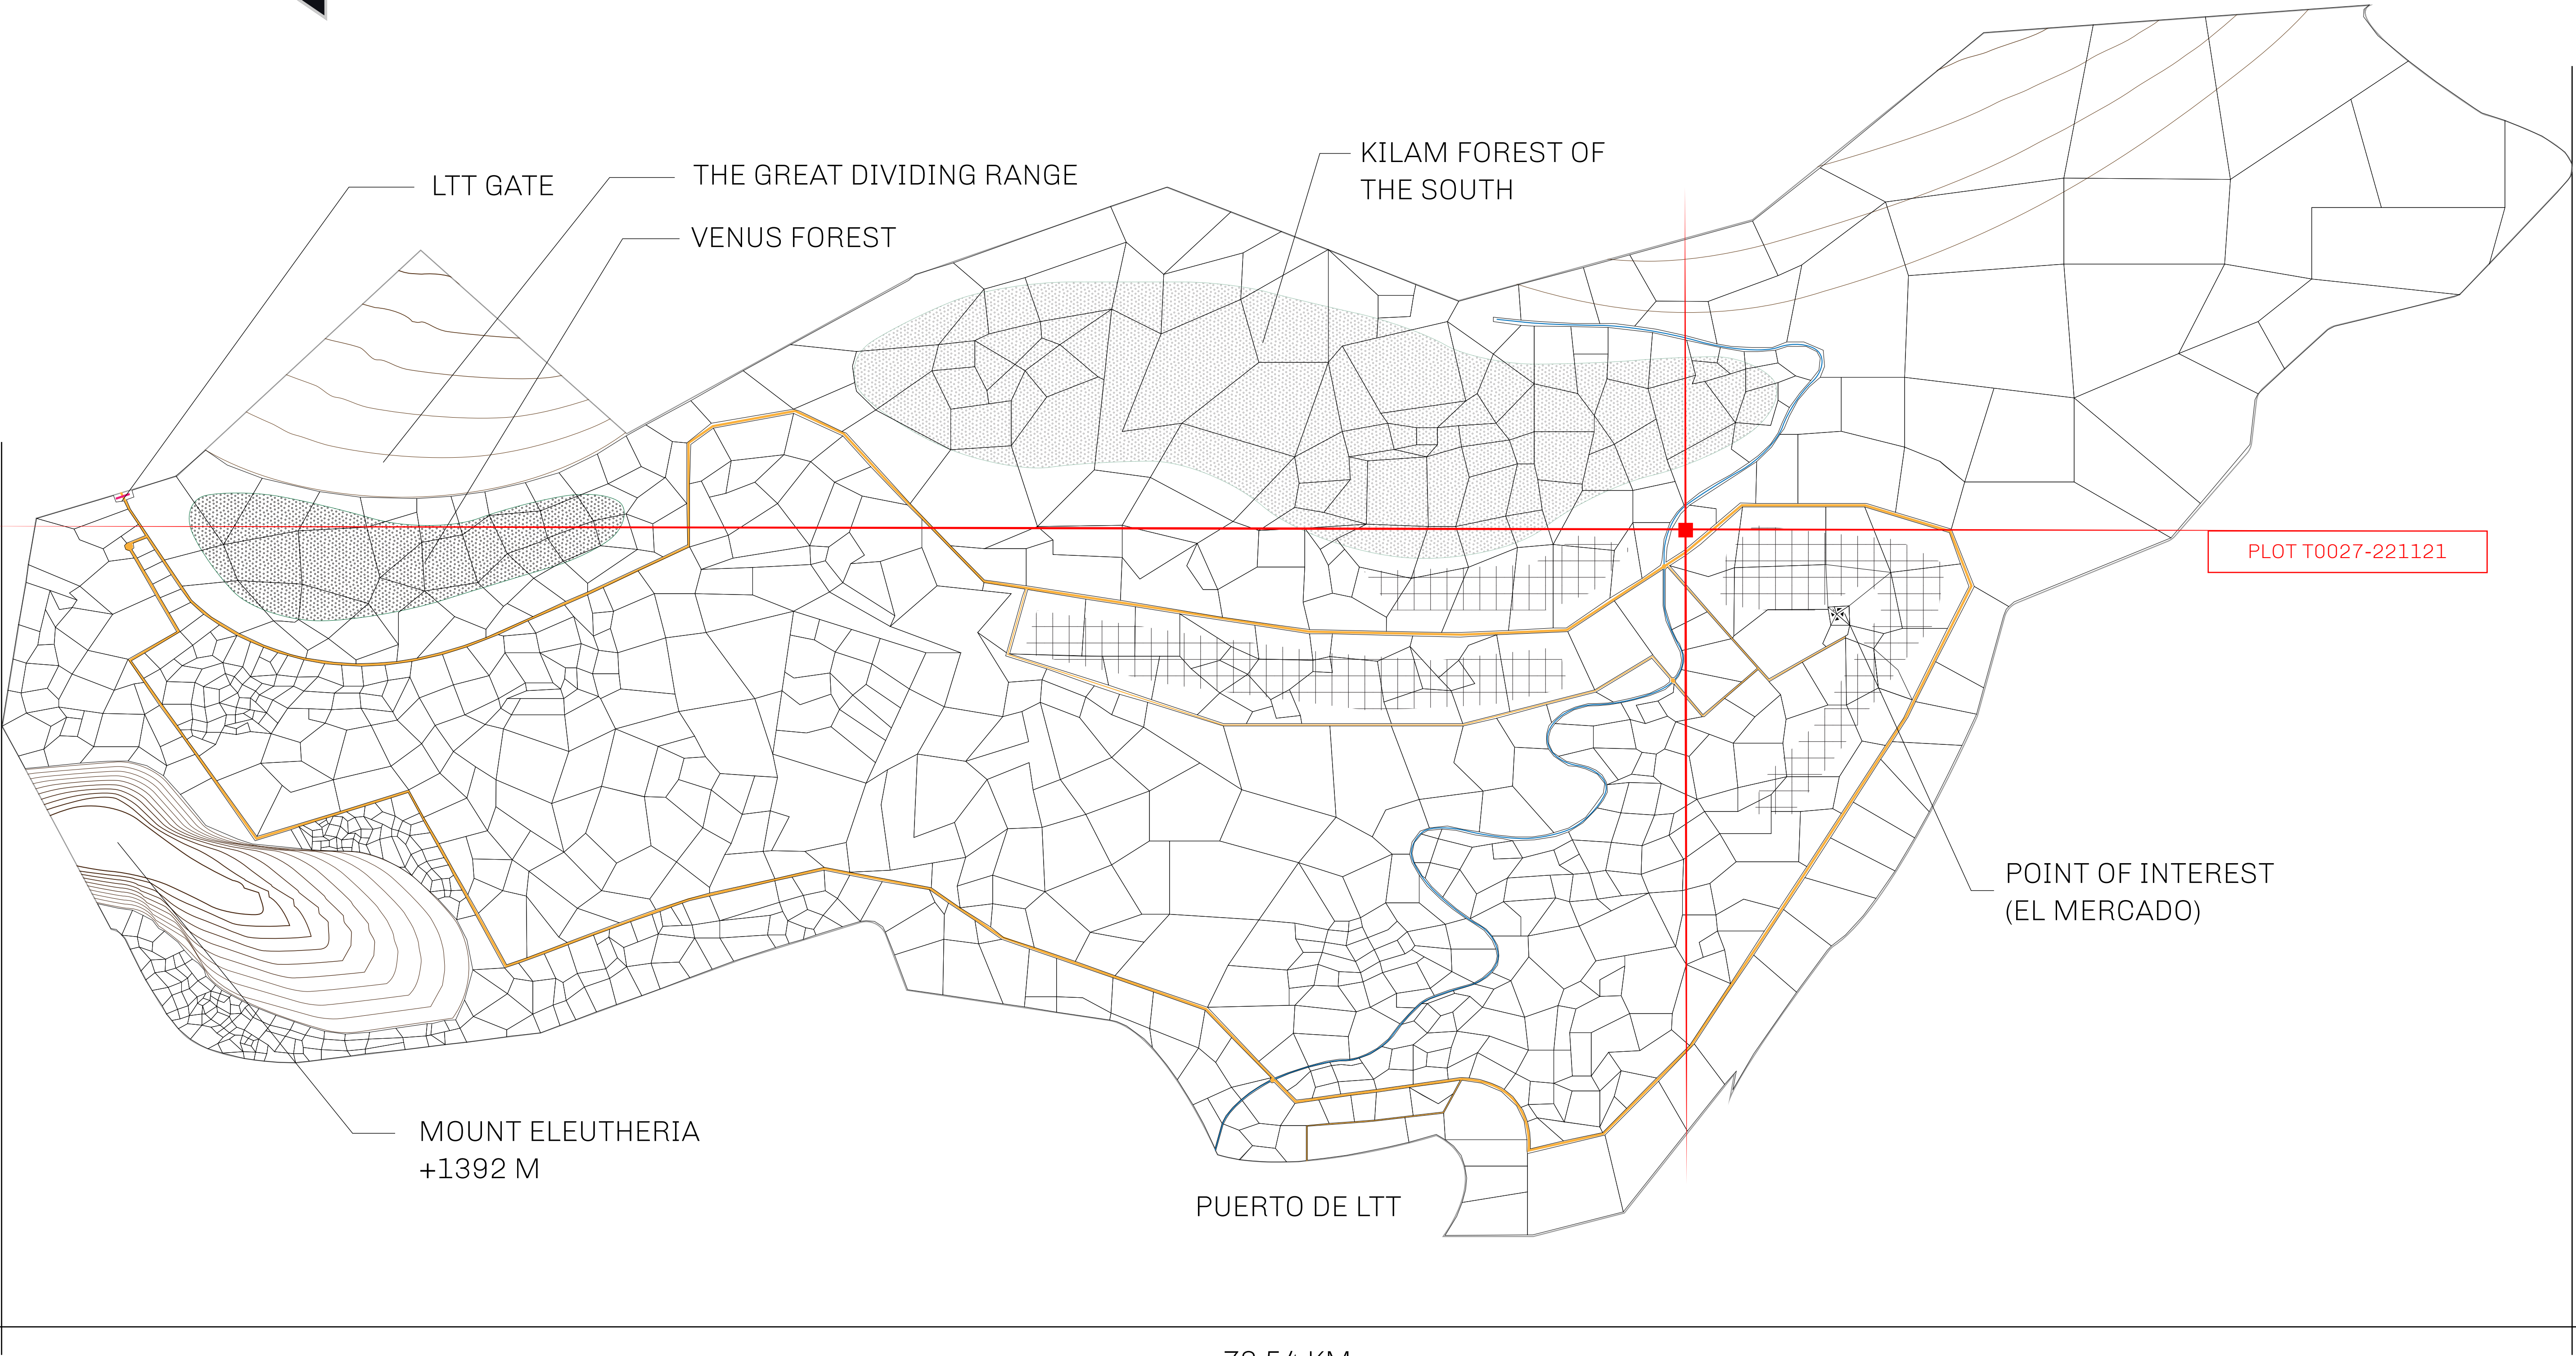 KILAM FOREST OF
THE SOUTH
LTT GATE
THE GREAT DIVIDING RANGE
VENUS FOREST
PLOT T0027-221121
POINT OF INTEREST
(EL MERCADO)
MOUNT ELEUTHERIA
+1392 M
PUERTO DE LTT
KM